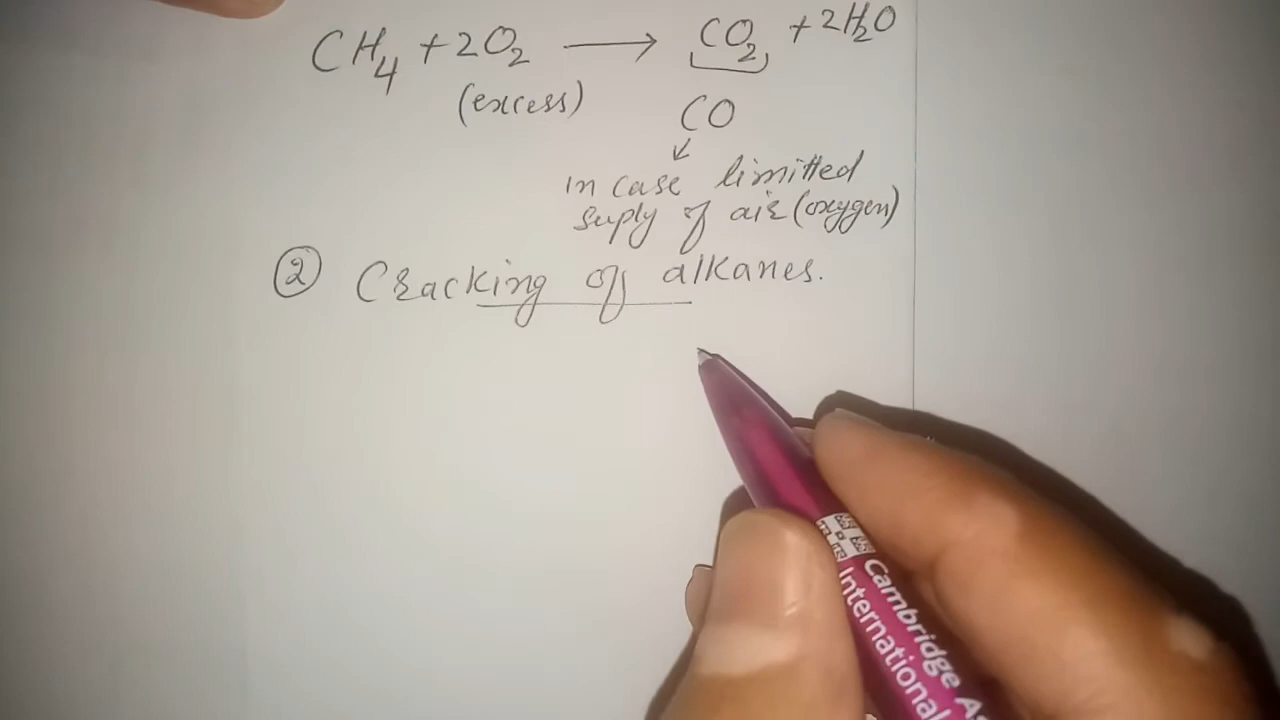 CH₄ + 2O₂ ⟶ CO₂ + 2H₂O
(excess)
CO
↓
in case limitted
suply of air (oxygen)
② Cracking of alkanes.
Cambridge As
International